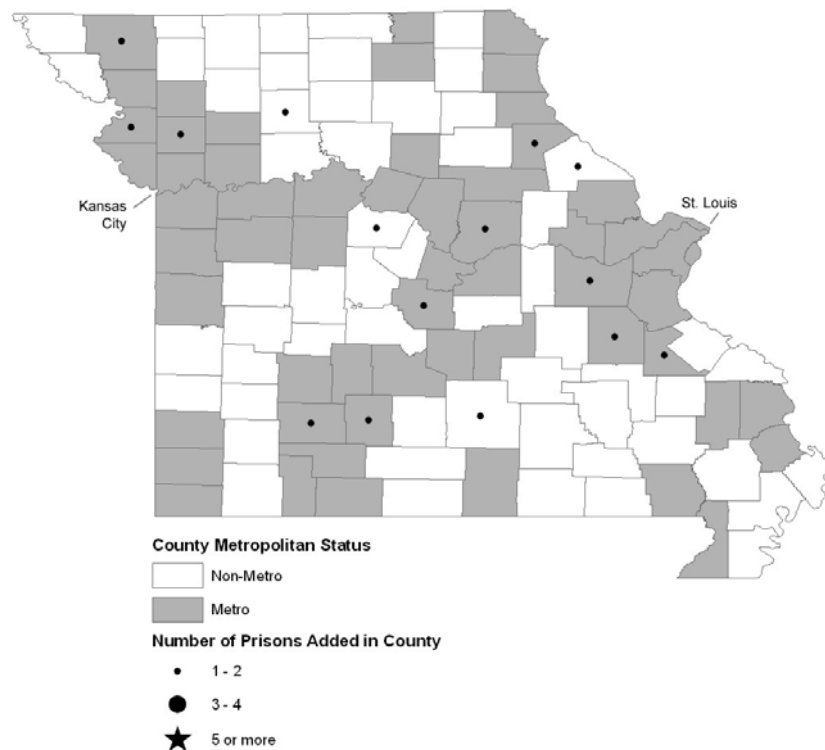 Kansas
City
St. Louis
County Metropolitan Status
Non-Metro
Metro
Number of Prisons Added in County
1 - 2
3 - 4
5 or more